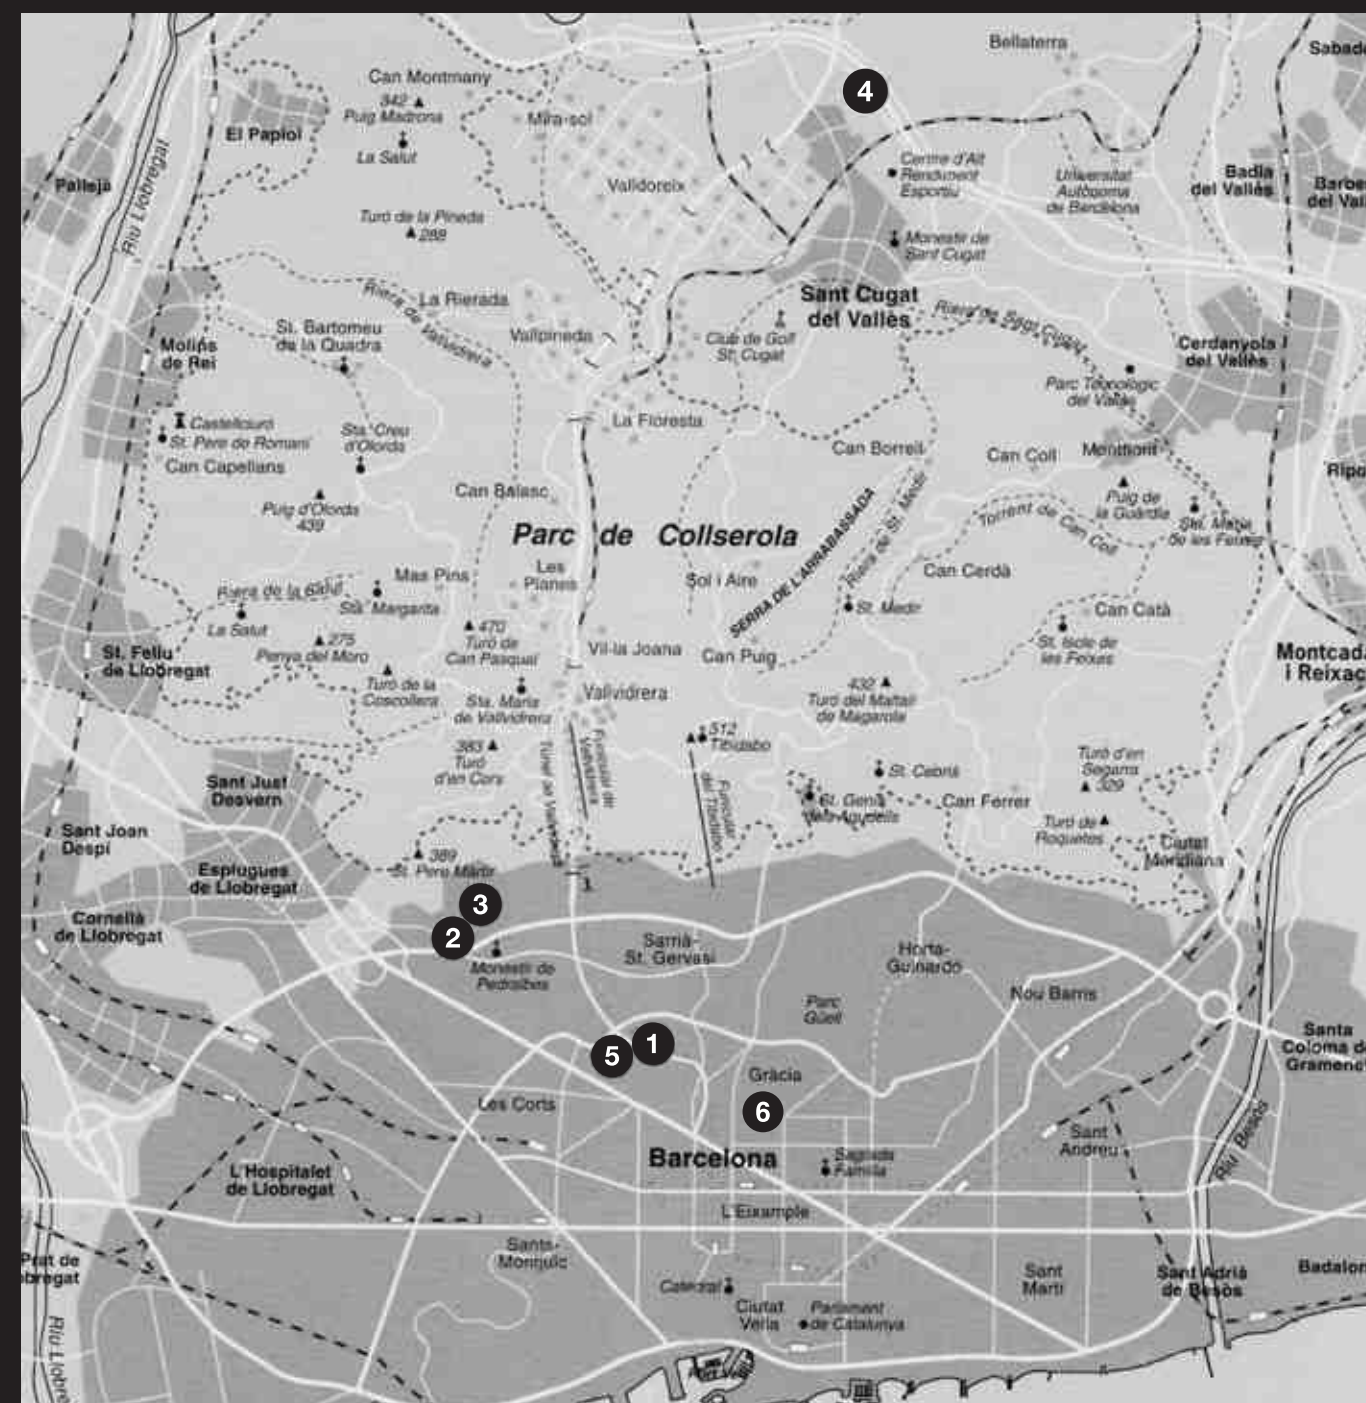 Bellaterra
Sabad
4
Can Montmany
342
Puig Madrona
La Salut
Mira-sol
El Papiol
Palleja
Riu Llobregat
Valldoreix
Centre d'Alt
Rendiment
Esportiu
Universitat
Autònoma
de Barcelona
Badia
del Vallès
Barbe
del Val
Turó de la Pineda
289
Monestir de
Sant Cugat
Sant Cugat
del Vallès
Riera de Vallvidrera
La Rierada
Vallpineda
St. Bartomeu
de la Quadra
Molins
de Rei
Club de Golf
St. Cugat
Riera de Sant Cugat
Cerdanyola
del Vallès
Parc Tecnològic
del Vallès
Castellciuró
St. Pere de Romaní
Can Capellans
Sta. Creu
d'Olorda
La Floresta
Can Borrell
Can Coll
Montflorit
Ripo
Puig d'Olorda
439
Can Balasc
Puig de
la Guàrdia
Sta. Maria
de les Feixes
Parc de Collserola
SERRA DE L'ARRABASSADA
Riera de St. Medir
Torrent de Can Coll
Les
Planes
Mas Pins
Sol i Aire
Can Cerdà
Riera de la Salut
La Salut
Sta. Margarita
St. Medir
Can Catà
275
Penya del Moro
470
Turó de
Can Pasqual
Vil·la Joana
Can Puig
St. Iscle de
les Feixes
Montcad
i Reixac
St. Feliu
de Llobregat
Turó de la
Coscollera
Sta. Maria
de Vallvidrera
Vallvidrera
432
Turó del Maltall
de Magarola
512
Tibidabo
383
Turó
d'en Cors
Túnel de Vallvidrera
Funicular de
Vallvidrera
Funicular
del Tibidabo
St. Cebrià
Turó d'en
Segarra
329
Sant Just
Desvern
St. Genís
dels Agudells
Can Ferrer
Turó de
Roquetes
Ciutat
Meridiana
Sant Joan
Despí
389
St. Pere Màrtir
Esplugues
de Llobregat
3
2
Cornellà
de Llobregat
Monestir de
Pedralbes
Sarrià-
St. Gervasi
Horta-
Guinardó
Nou Barris
Parc
Güell
5
1
Santa
Coloma d
Gramene
Gràcia
6
Les Corts
Barcelona
Sagrada
Família
Sant
Andreu
Riu Besòs
L'Hospitalet
de Llobregat
L'Eixample
Sants-
Montjuïc
Prat de
obregat
Catedral
Ciutat
Vella
Parlament
de Catalunya
Sant
Martí
Sant Adrià
de Besòs
Badalon
Riu Llobre
Port Vell